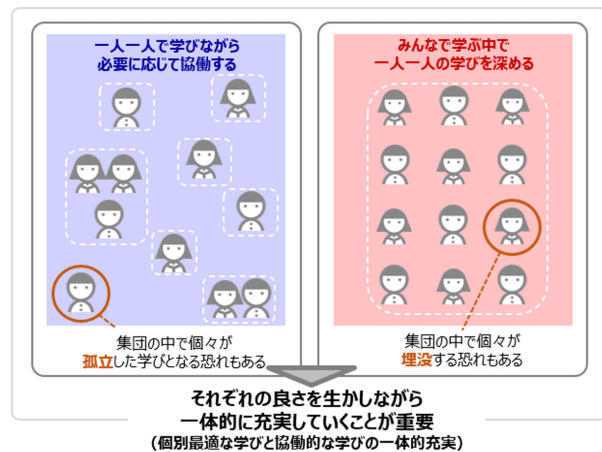 一人一人で学びながら
必要に応じて協働する
集団の中で個々が
孤立した学びとなる恐れもある
みんなで学ぶ中で
一人一人の学びを深める
集団の中で個々が
埋没する恐れもある
それぞれの良さを生かしながら
一体的に充実していくことが重要
(個別最適な学びと協働的な学びの一体的充実)